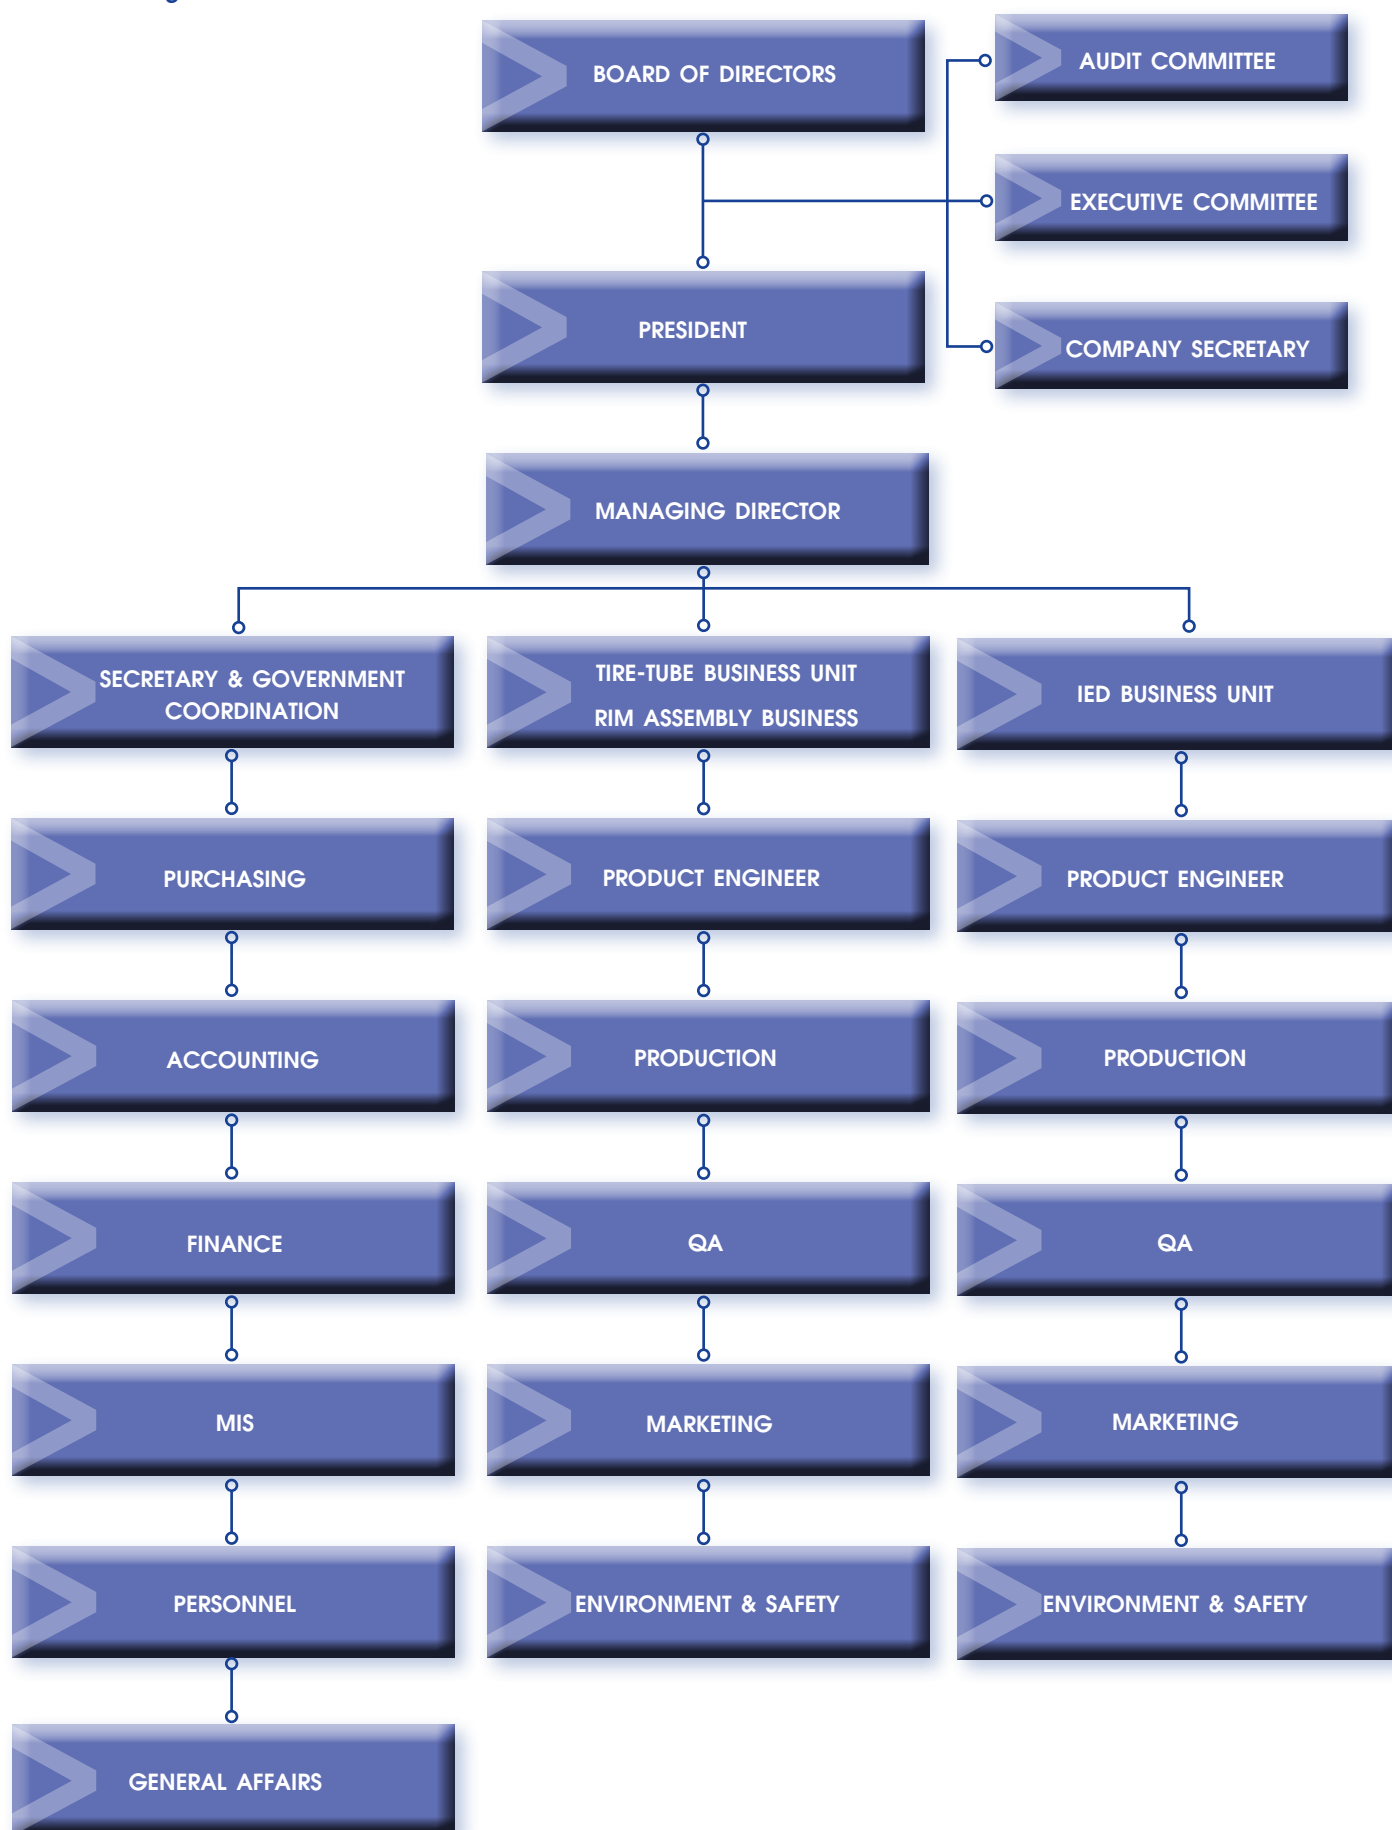 BOARD OF DIRECTORS
AUDIT COMMITTEE
EXECUTIVE COMMITTEE
PRESIDENT
COMPANY SECRETARY
MANAGING DIRECTOR
SECRETARY & GOVERNMENT
COORDINATION
TIRE-TUBE BUSINESS UNIT
RIM ASSEMBLY BUSINESS
IED BUSINESS UNIT
PURCHASING
PRODUCT ENGINEER
PRODUCT ENGINEER
ACCOUNTING
PRODUCTION
PRODUCTION
FINANCE
QA
QA
MIS
MARKETING
MARKETING
PERSONNEL
ENVIRONMENT & SAFETY
ENVIRONMENT & SAFETY
GENERAL AFFAIRS